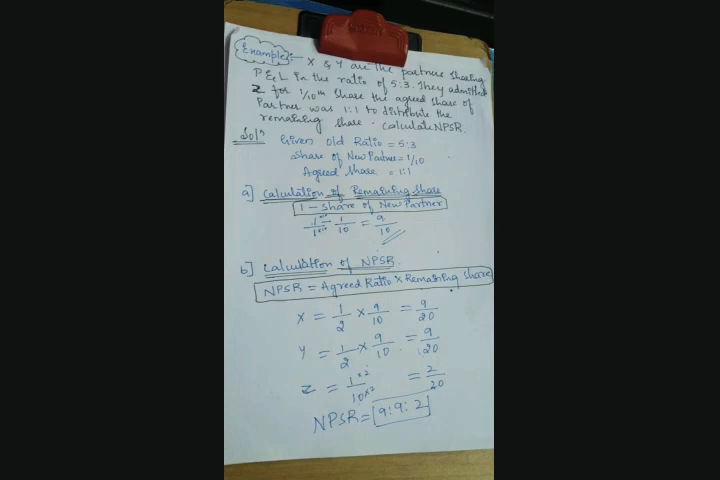 Example:- X & Y are the partners sharing
P & L in the ratio of 5:3. They admitted
Z for 1/10th share the agreed share of
Partner was 1:1 to distribute the
remaining share. Calculate NPSR.
Solⁿ Given Old Ratio = 5:3
Share of New Partner = 1/10
Agreed Share = 1:1
a] Calculation of Remaining Share
1 - Share of New Partner
1/1 - 1/10 = 9/10
b] Calculation of NPSR.
NPSR = Agreed Ratio × Remaining Share
X = 1/2 × 9/10 = 9/20
Y = 1/2 × 9/10 = 9/20
Z = 1×2/10×2 = 2/20
NPSR = 9:9:2